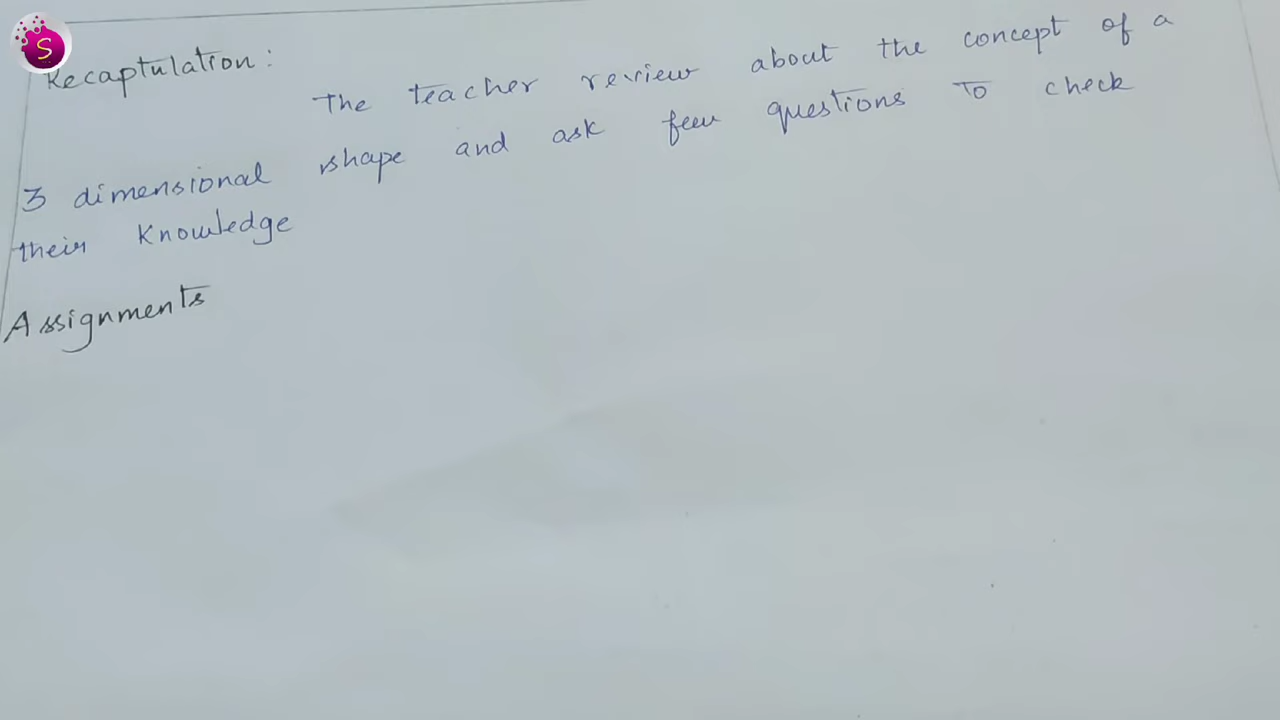 S
Recaptulation :
The teacher review about the concept of a
3 dimensional shape and ask few questions to check
their Knowledge
Assignments